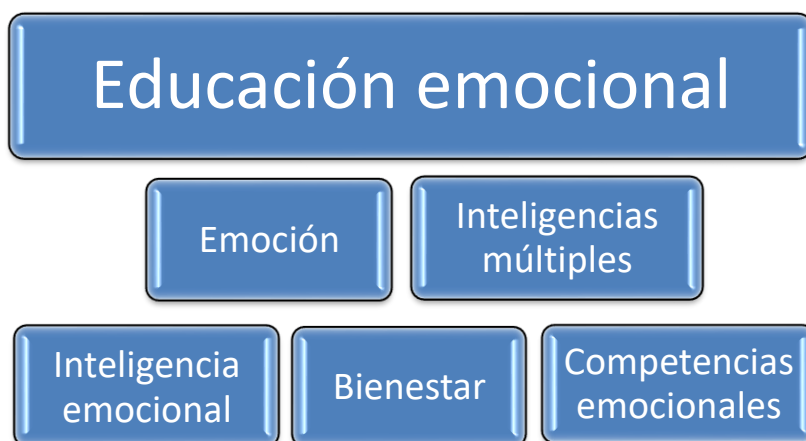 Educación emocional
Emoción
Inteligencias
múltiples
Inteligencia
emocional
Bienestar
Competencias
emocionales